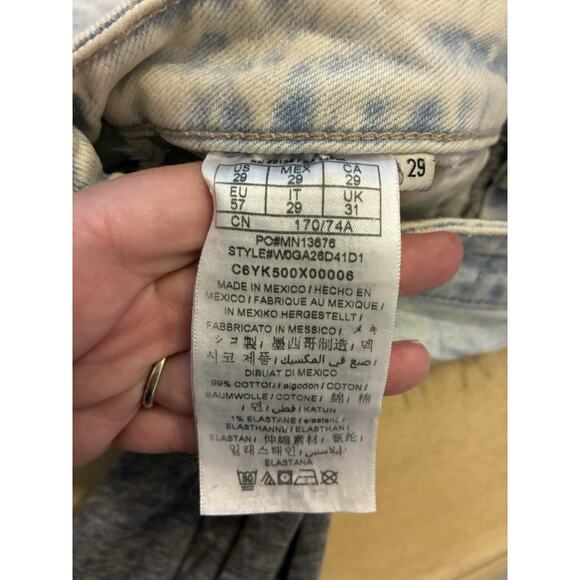 US 29 MEX 29 CA 29
EU 57 IT 29 UK 31
CN 170/74A
PO#MN13676
STYLE#W0GA26D41D1
C6YK500X00006
MADE IN MEXICO / HECHO EN
MÉXICO / FABRIQUE AU MEXIQUE /
IN MEXIKO HERGESTELLT /
FABBRICATO IN MESSICO / メキ
シコ製 / 墨西哥制造 / 멕
시코 제품 / صنع في المكسيك /
DIBUAT DI MEXICO
99% COTTON / algodon / COTON /
BAUMWOLLE / COTONE / 綿 / 棉
/ 면 / قطن / KATUN
1% ELASTANE / elastano /
ELASTHANNE / ELASTHAN /
ELASTAN / 伸縮素材 / 氨纶 /
일래스태인 / الاستين /
ELASTANA
29